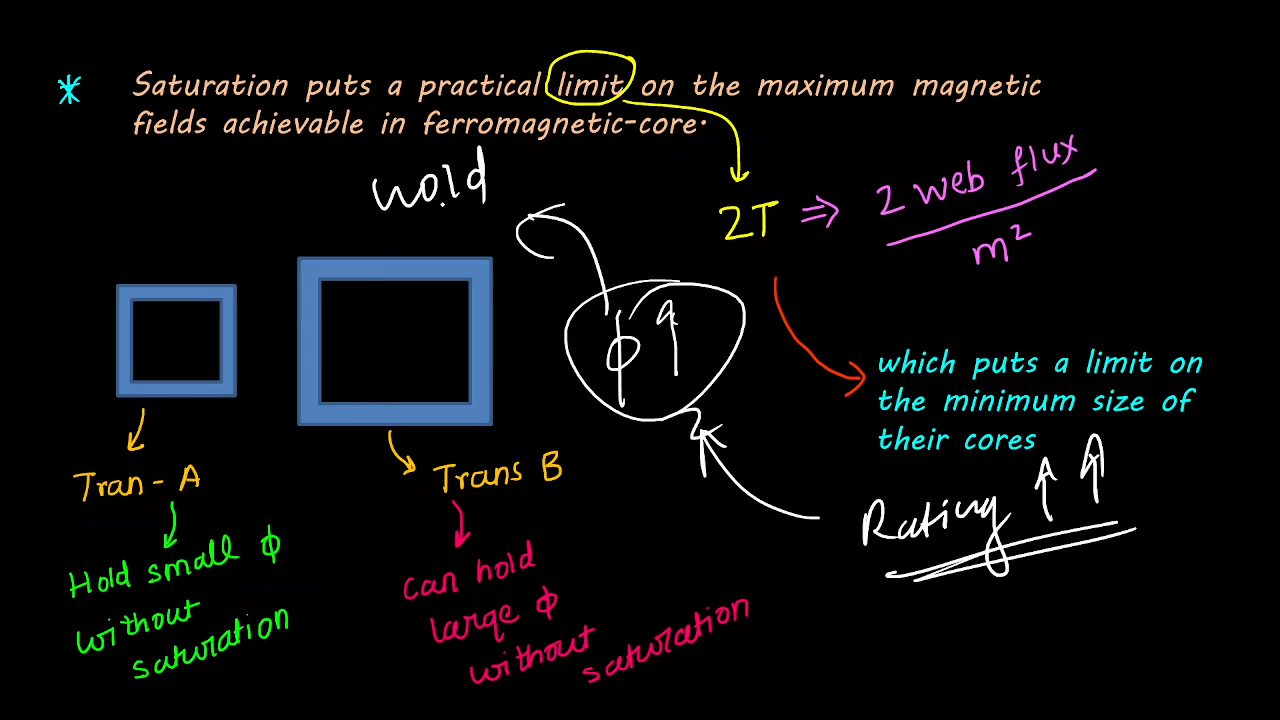 * Saturation puts a practical limit on the maximum magnetic
fields achievable in ferromagnetic-core.
2T ⇒ 2 web flux
m²
ϕ ↑
which puts a limit on
the minimum size of
their cores
Rating ↑ ↑
Tran - A
Trans B
Hold small ϕ
without
saturation
can hold
large ϕ
without
saturation